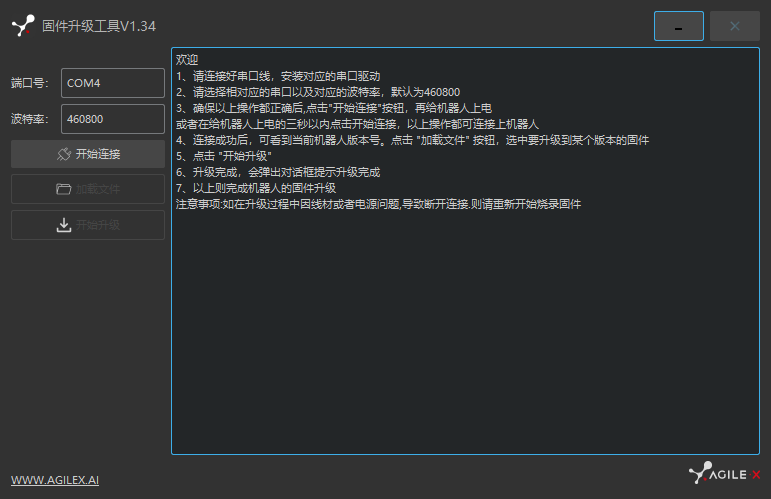 固件升级工具V1.34
端口号：
COM4
波特率：
460800
开始连接
加载文件
开始升级
欢迎
1、请连接好串口线，安装对应的串口驱动
2、请选择相对应的串口以及对应的波特率，默认为460800
3、确保以上操作都正确后,点击"开始连接"按钮，再给机器人上电
或者在给机器人上电的三秒以内点击开始连接，以上操作都可连接上机器人
4、连接成功后，可看到当前机器人版本号。点击 "加载文件" 按钮，选中要升级到某个版本的固件
5、点击 "开始升级"
6、升级完成，会弹出对话框提示升级完成
7、以上则完成机器人的固件升级
注意事项:如在升级过程中因线材或者电源问题,导致断开连接.则请重新开始烧录固件
WWW.AGILEX.AI
AGILE·X